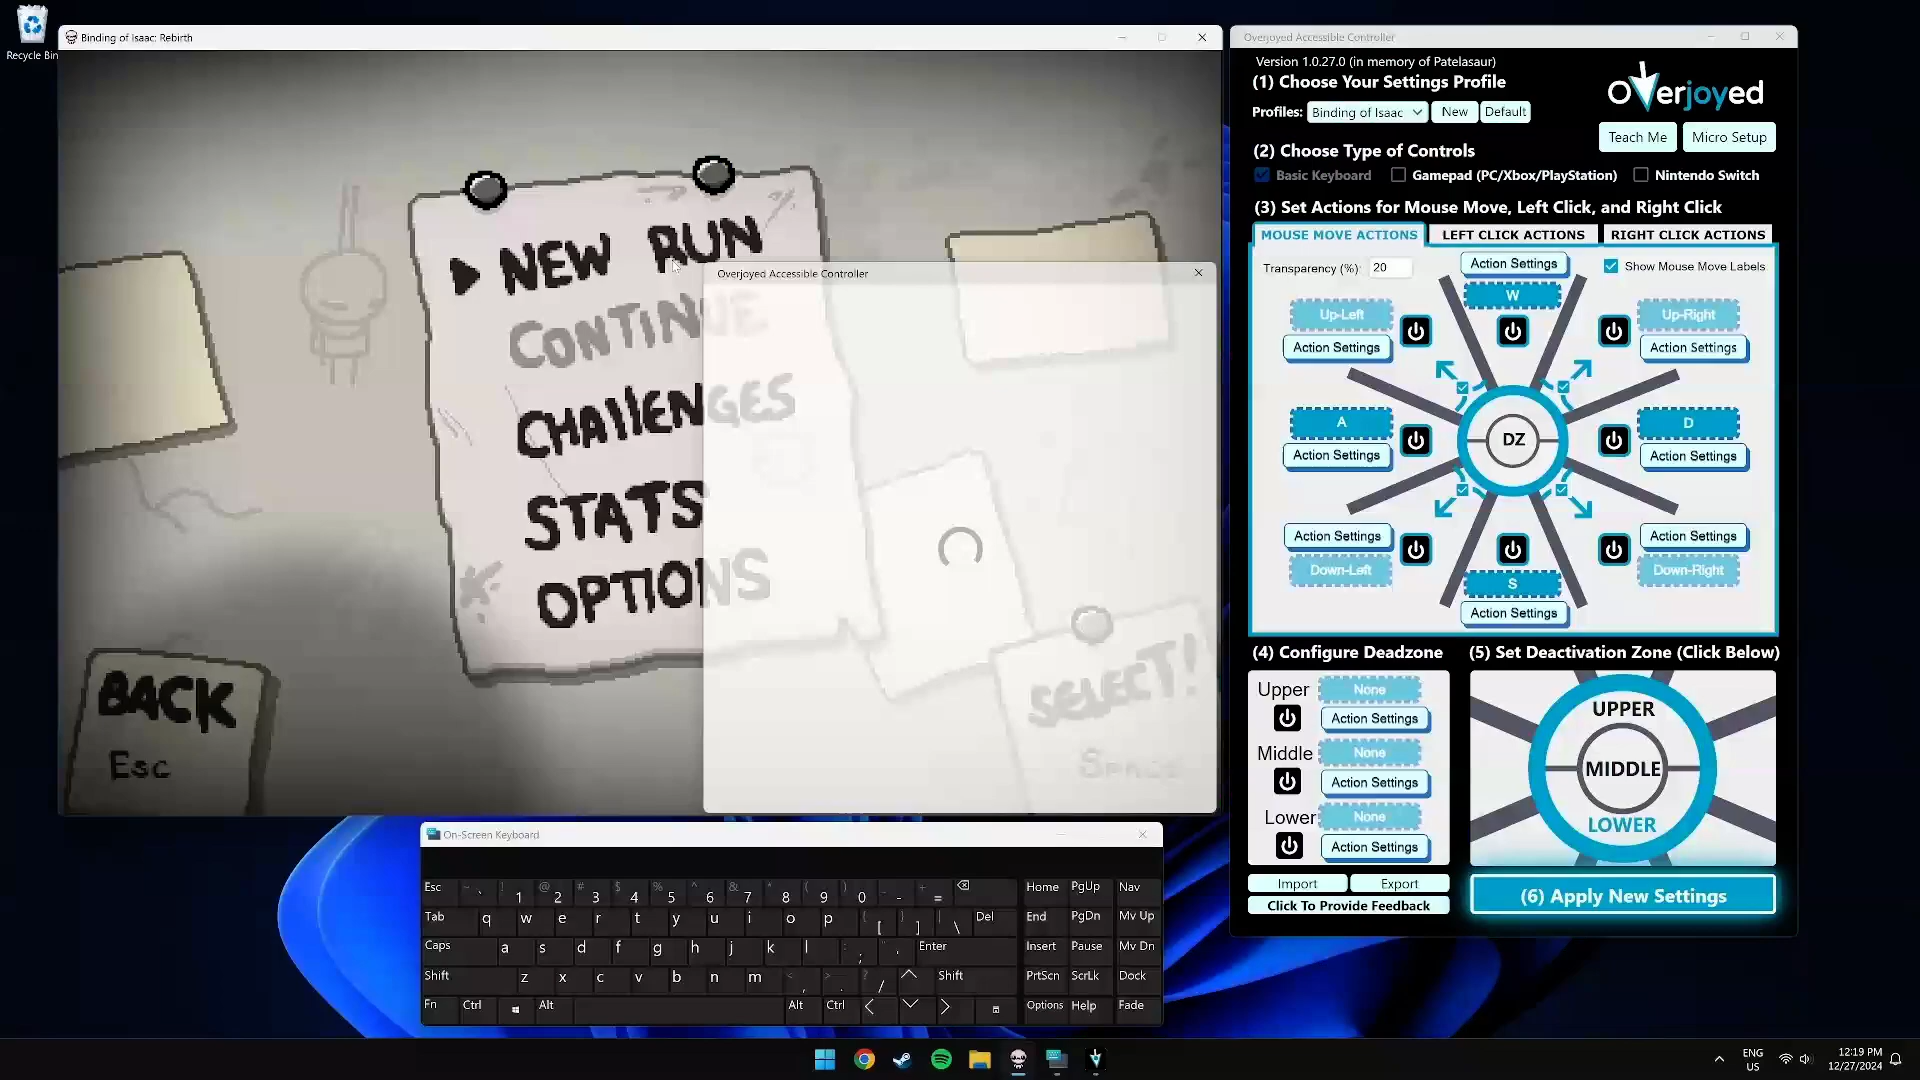 Recycle Bin
Binding of Isaac: Rebirth
NEW RUN
CONTINUE
CHALLENGES
STATS
OPTIONS
BACK
Esc
SELECT!
Space
Overjoyed Accessible Controller
Overjoyed Accessible Controller
Version 1.0.27.0 (in memory of Patelasaur)
(1) Choose Your Settings Profile
Profiles: Binding of Isaac New Default
Overjoyed
Teach Me Micro Setup
(2) Choose Type of Controls
Basic Keyboard Gamepad (PC/Xbox/PlayStation) Nintendo Switch
(3) Set Actions for Mouse Move, Left Click, and Right Click
MOUSE MOVE ACTIONS LEFT CLICK ACTIONS RIGHT CLICK ACTIONS
Transparency (%): 20 Action Settings Show Mouse Move Labels
W
Up-Left Up-Right
Action Settings Action Settings
A D
DZ
Action Settings Action Settings
Action Settings Action Settings
Down-Left Down-Right
S
Action Settings
(4) Configure Deadzone (5) Set Deactivation Zone (Click Below)
Upper None
Action Settings
Middle None
Action Settings
Lower None
Action Settings
UPPER
MIDDLE
LOWER
Import Export
Click To Provide Feedback
(6) Apply New Settings
On-Screen Keyboard
Esc ~ ` ! 1 @ 2 # 3 $ 4 % 5 ^ 6 & 7 * 8 ( 9 ) 0 _ - + = Home PgUp Nav
Tab q w e r t y u i o p { [ } ] | \ Del End PgDn Mv Up
Caps a s d f g h j k l : ; " ' Enter Insert Pause Mv Dn
Shift z x c v b n m < , > . ? / Shift PrtScn ScrLk Dock
Fn Ctrl Alt Alt Ctrl Options Help Fade
ENG
US
12:19 PM
12/27/2024